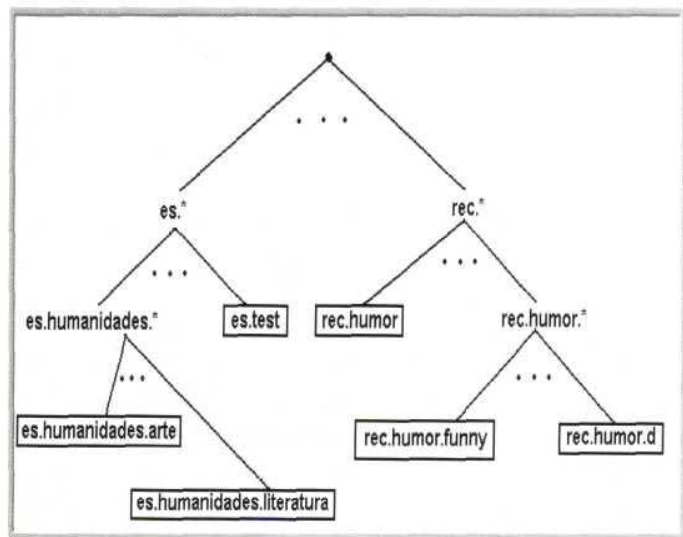 . . .
es.*
rec.*
. . .
. . .
es.humanidades.*
es.test
rec.humor
rec.humor.*
...
. . .
es.humanidades.arte
rec.humor.funny
rec.humor.d
es.humanidades.literatura